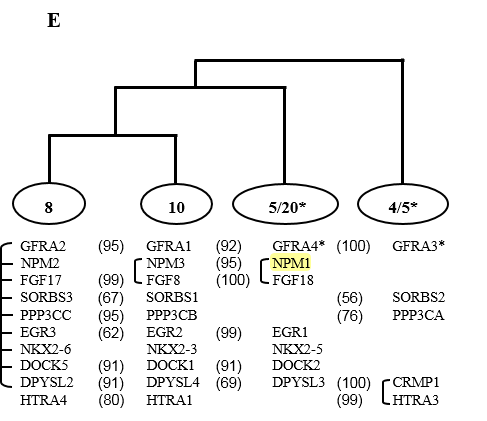 E
8 10 5/20* 4/5*
GFRA2 (95) GFRA1 (92) GFRA4* (100) GFRA3*
NPM2 NPM3 (95) NPM1
FGF17 (99) FGF8 (100) FGF18
SORBS3 (67) SORBS1 (56) SORBS2
PPP3CC (95) PPP3CB (76) PPP3CA
EGR3 (62) EGR2 (99) EGR1
NKX2-6 NKX2-3 NKX2-5
DOCK5 (91) DOCK1 (91) DOCK2
DPYSL2 (91) DPYSL4 (69) DPYSL3 (100) CRMP1
HTRA4 (80) HTRA1 (99) HTRA3